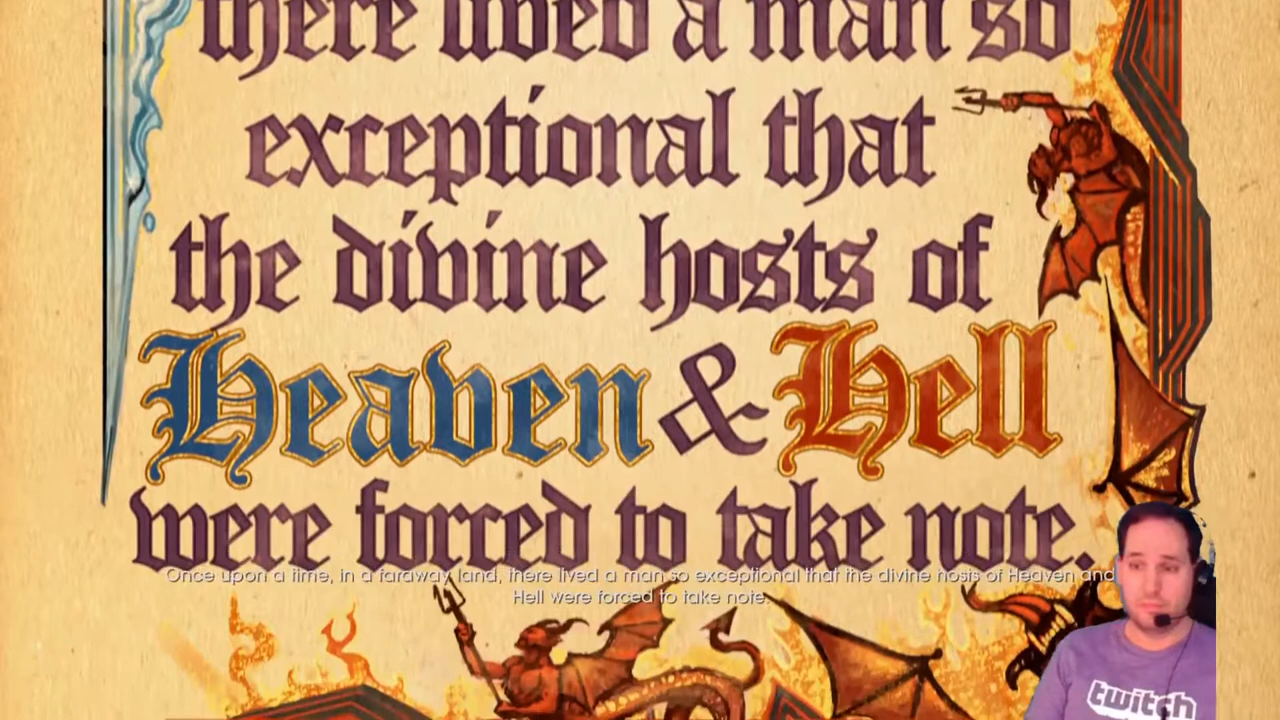 there lived a man so
exceptional that
the divine hosts of
Heaven & Hell
were forced to take note.
Once upon a time, in a faraway land, there lived a man so exceptional that the divine hosts of Heaven and
Hell were forced to take note.
twitch